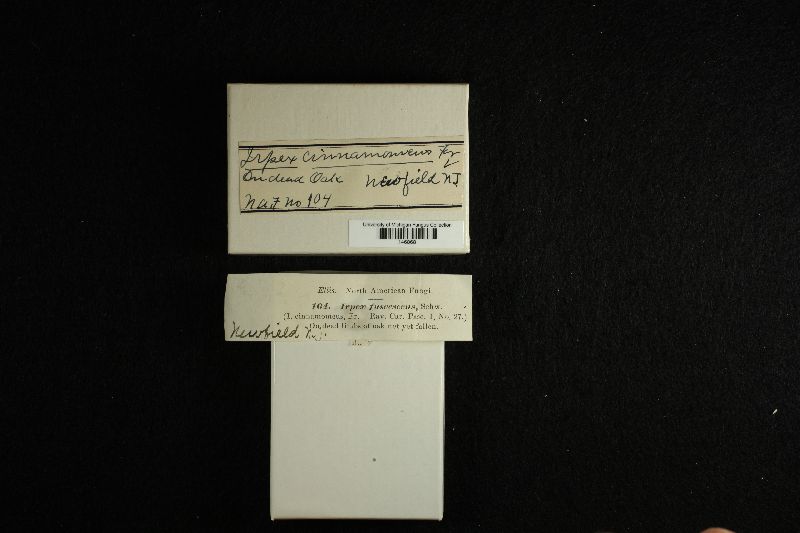 Irpex cinnamomeus Fr
On dead Oak Newfield N.J.
N.A.F. no 104
University of Michigan Fungus Collection
Ellis. North American Fungi
104. Irpex fuscescens, Schw.
(I. cinnamomeus, Fr. Rav. Car. Fasc. I, No. 27.)
On dead limbs of oak not yet fallen.
Newfield N.J.